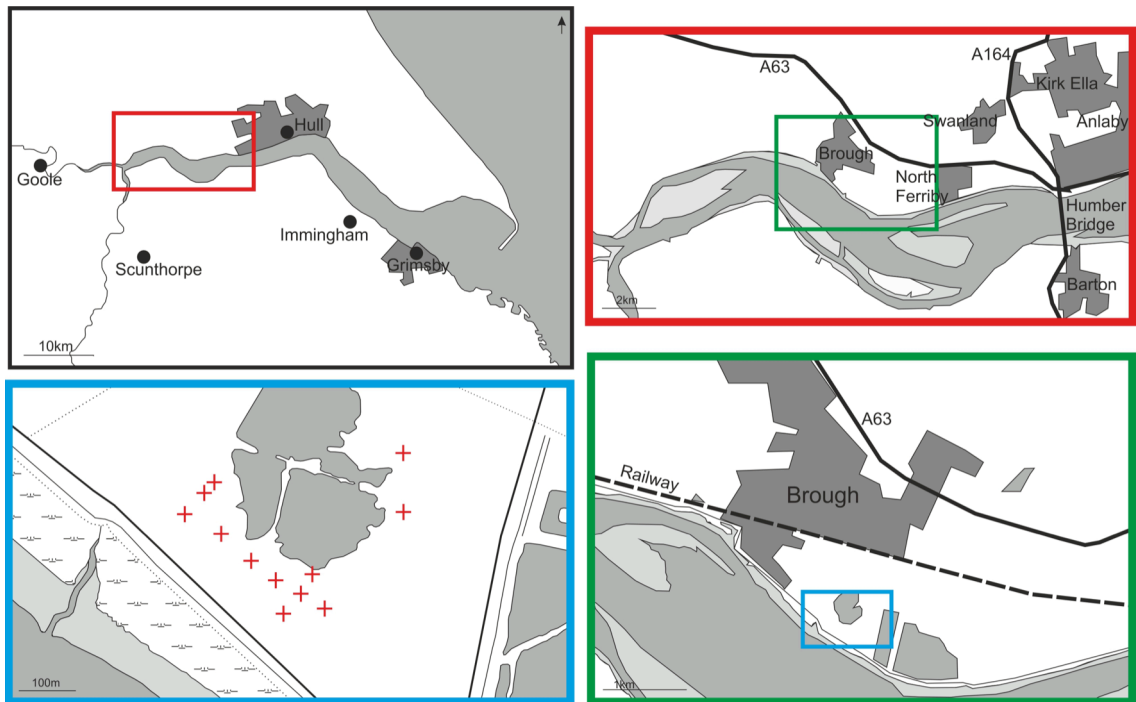 Hull
Goole
Immingham
Scunthorpe
Grimsby
10km
A63
A164
Kirk Ella
Swanland
Anlaby
Brough
North
Ferriby
Humber
Bridge
Barton
2km
100m
A63
Railway
Brough
1km